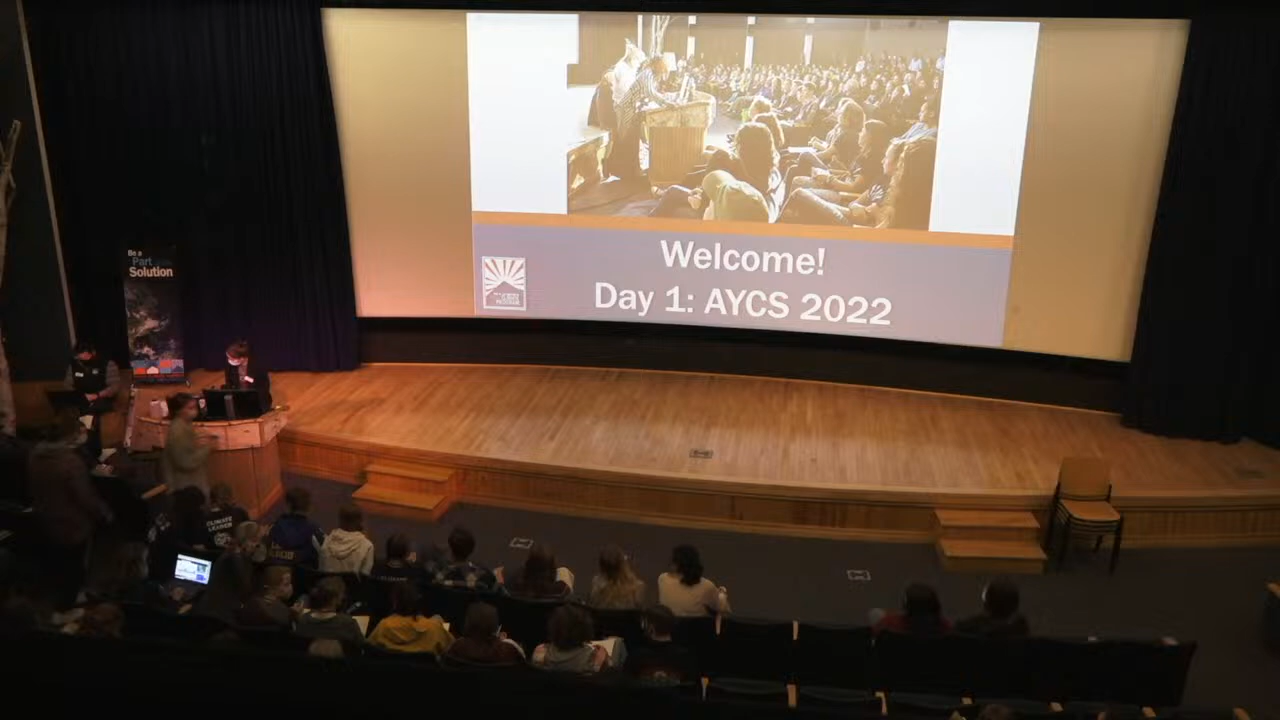 Welcome!
Day 1: AYCS 2022
Be a
Part
Solution
CLIMATE
LEADER